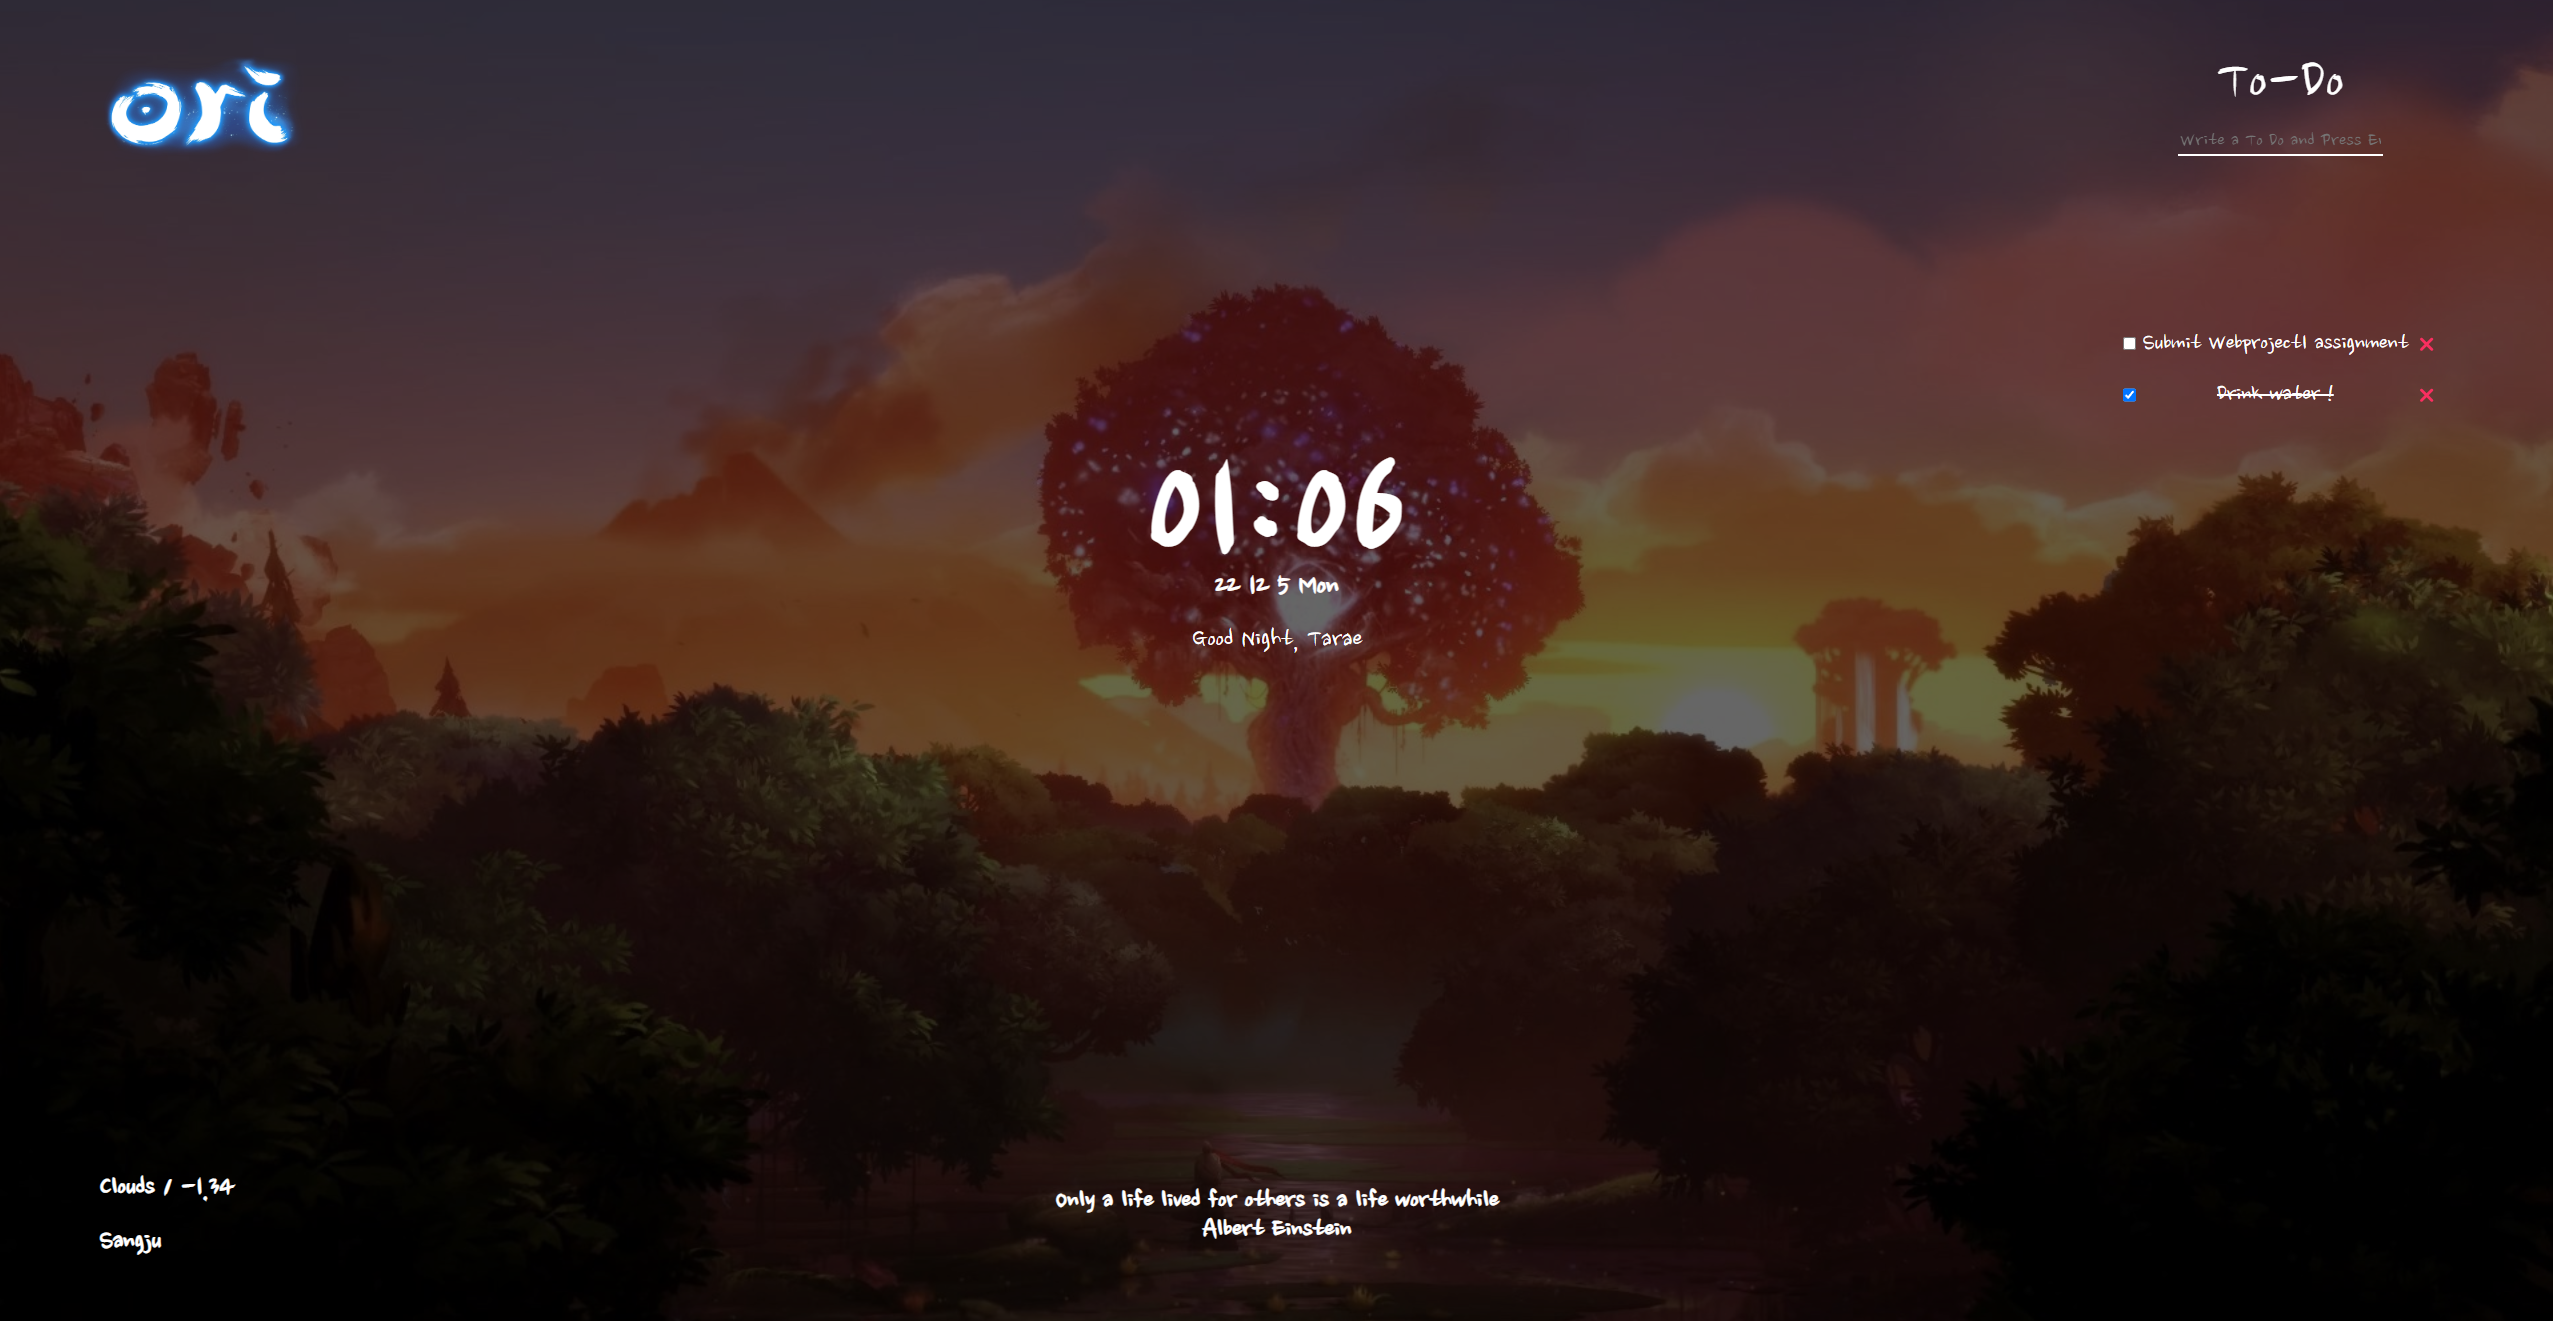 ori
To-Do
Write a To Do and Press E
Submit Webproject1 assignment
Drink water !
01:06
22 12 5 Mon
Good Night, Tarae
Clouds / -1.34
Sangju
Only a life lived for others is a life worthwhile
Albert Einstein